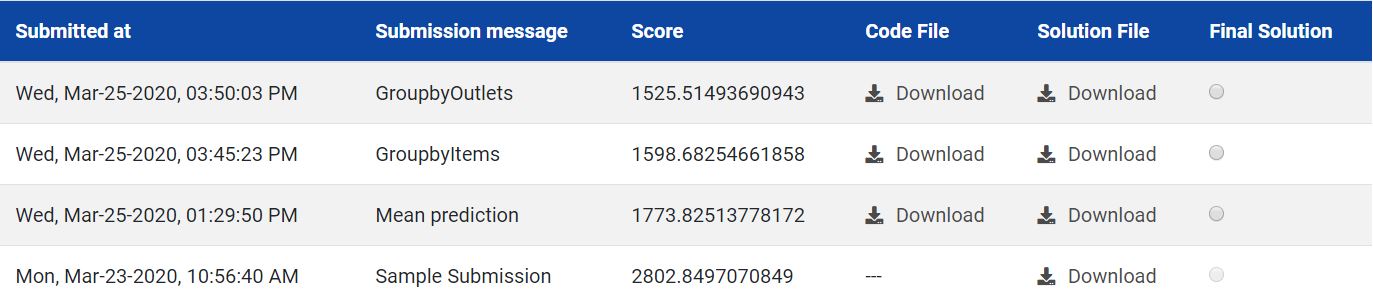 Submitted at Submission message Score Code File Solution File Final Solution
Wed, Mar-25-2020, 03:50:03 PM GroupbyOutlets 1525.51493690943 Download Download
Wed, Mar-25-2020, 03:45:23 PM GroupbyItems 1598.68254661858 Download Download
Wed, Mar-25-2020, 01:29:50 PM Mean prediction 1773.82513778172 Download Download
Mon, Mar-23-2020, 10:56:40 AM Sample Submission 2802.8497070849 --- Download